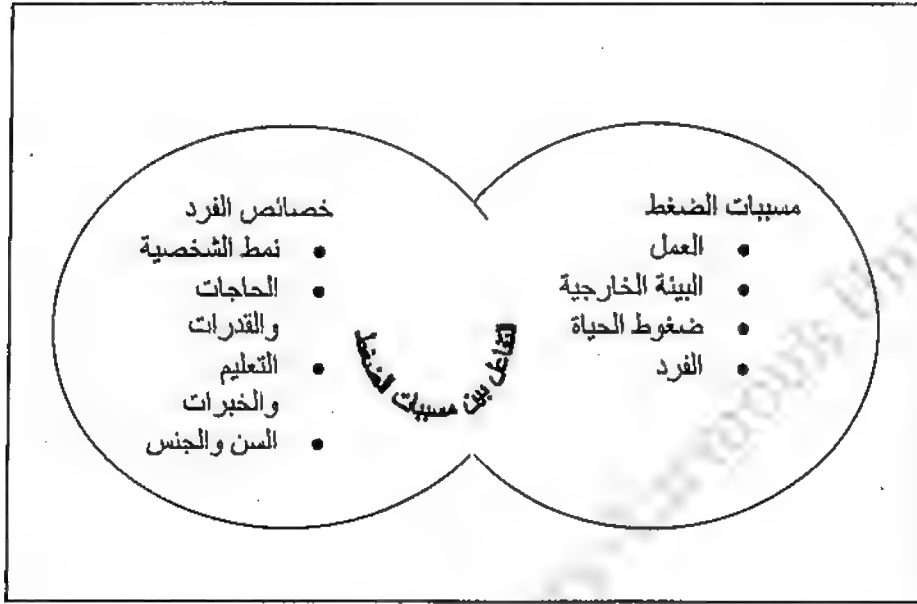 مسببات الضغط
• العمل
• البيئة الخارجية
• ضغوط الحياة
• الفرد
التفاعل بين مسببات الضغط
خصائص الفرد
• نمط الشخصية
• الحاجات
والقدرات
• التعليم
والخبرات
• السن والجنس